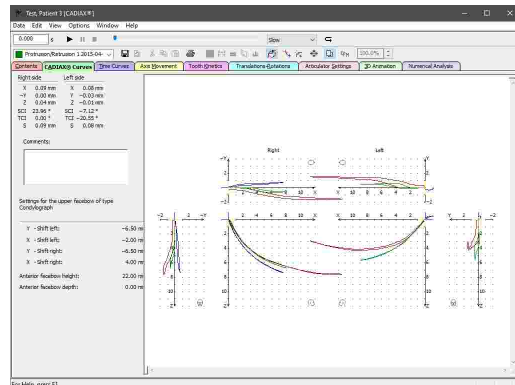 Test, Patient 3 [CADIAX®]
Date Edit View Options Window Help
0.000 s Slow
Protrusion/Retrusion 1 2015-04- 100.0%
Contents CADIAX® Curves Time Curves Axis Movement Tooth Kinetics Translations-Rotations Articulator Settings 3D Animation Numerical Analysis
Right side Left side
X 0.09 mm X 0.08 mm
-Y 0.00 mm Y -0.03 mm
Z 0.04 mm Z -0.01 mm
SCI 23.96 ° SCI -7.12 °
TCI 0.00 ° TCI -20.55 °
S 0.09 mm S 0.08 mm
Comments:
Settings for the upper facebow of type
Condylograph
Y - Shift left: -6.50 m
X - Shift left: -2.00 m
Y - Shift right: -6.50 m
X - Shift right: 4.00 m
Anterior facebow height: 22.00 m
Anterior facebow depth: 0.00 m
Right Left
For Help, press F1